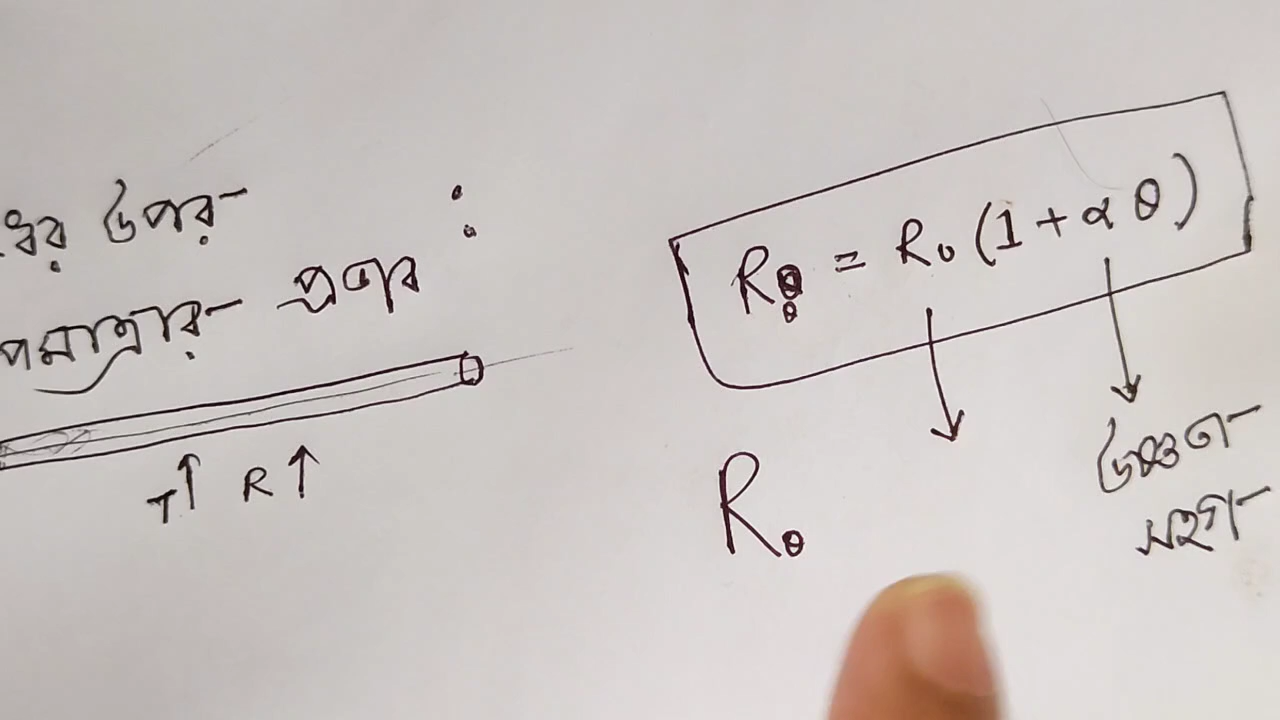 ধের উপর
পমাত্রার প্রভাব :
T↑ R↑
Rθ = R₀ (1 + α θ)
Rθ
উষ্ণতা
সহগ